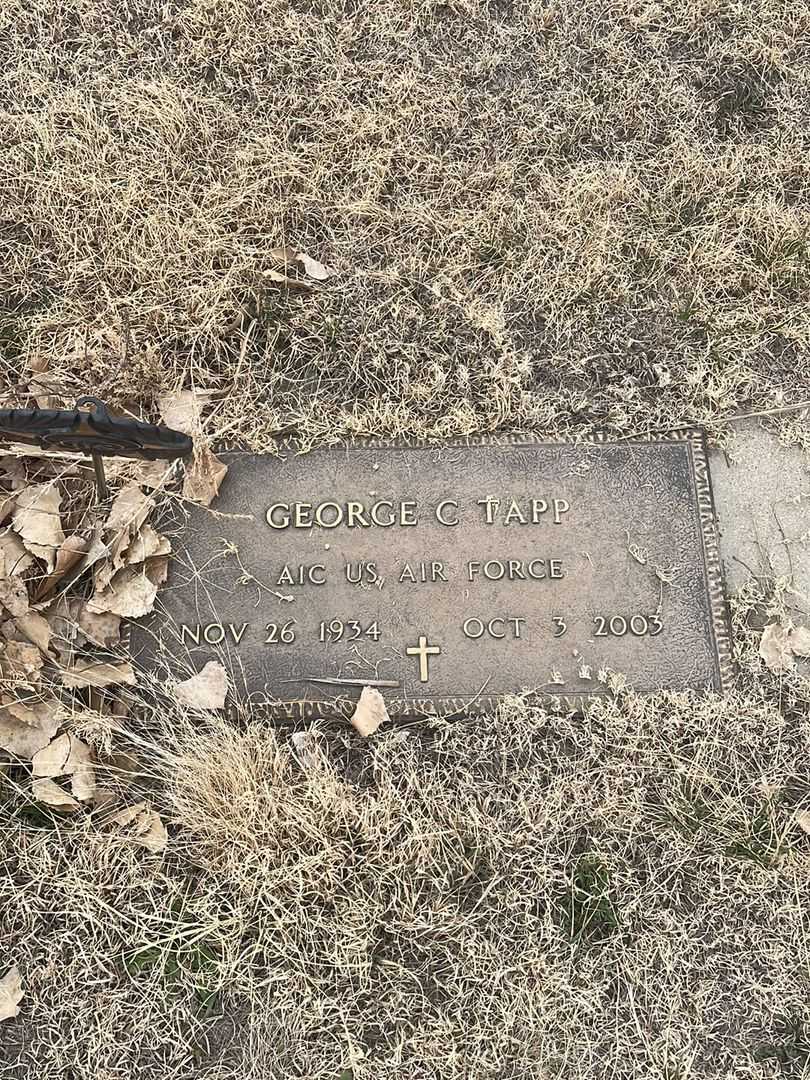 GEORGE C TAPP
A1C US AIR FORCE
NOV 26 1934 OCT 3 2003